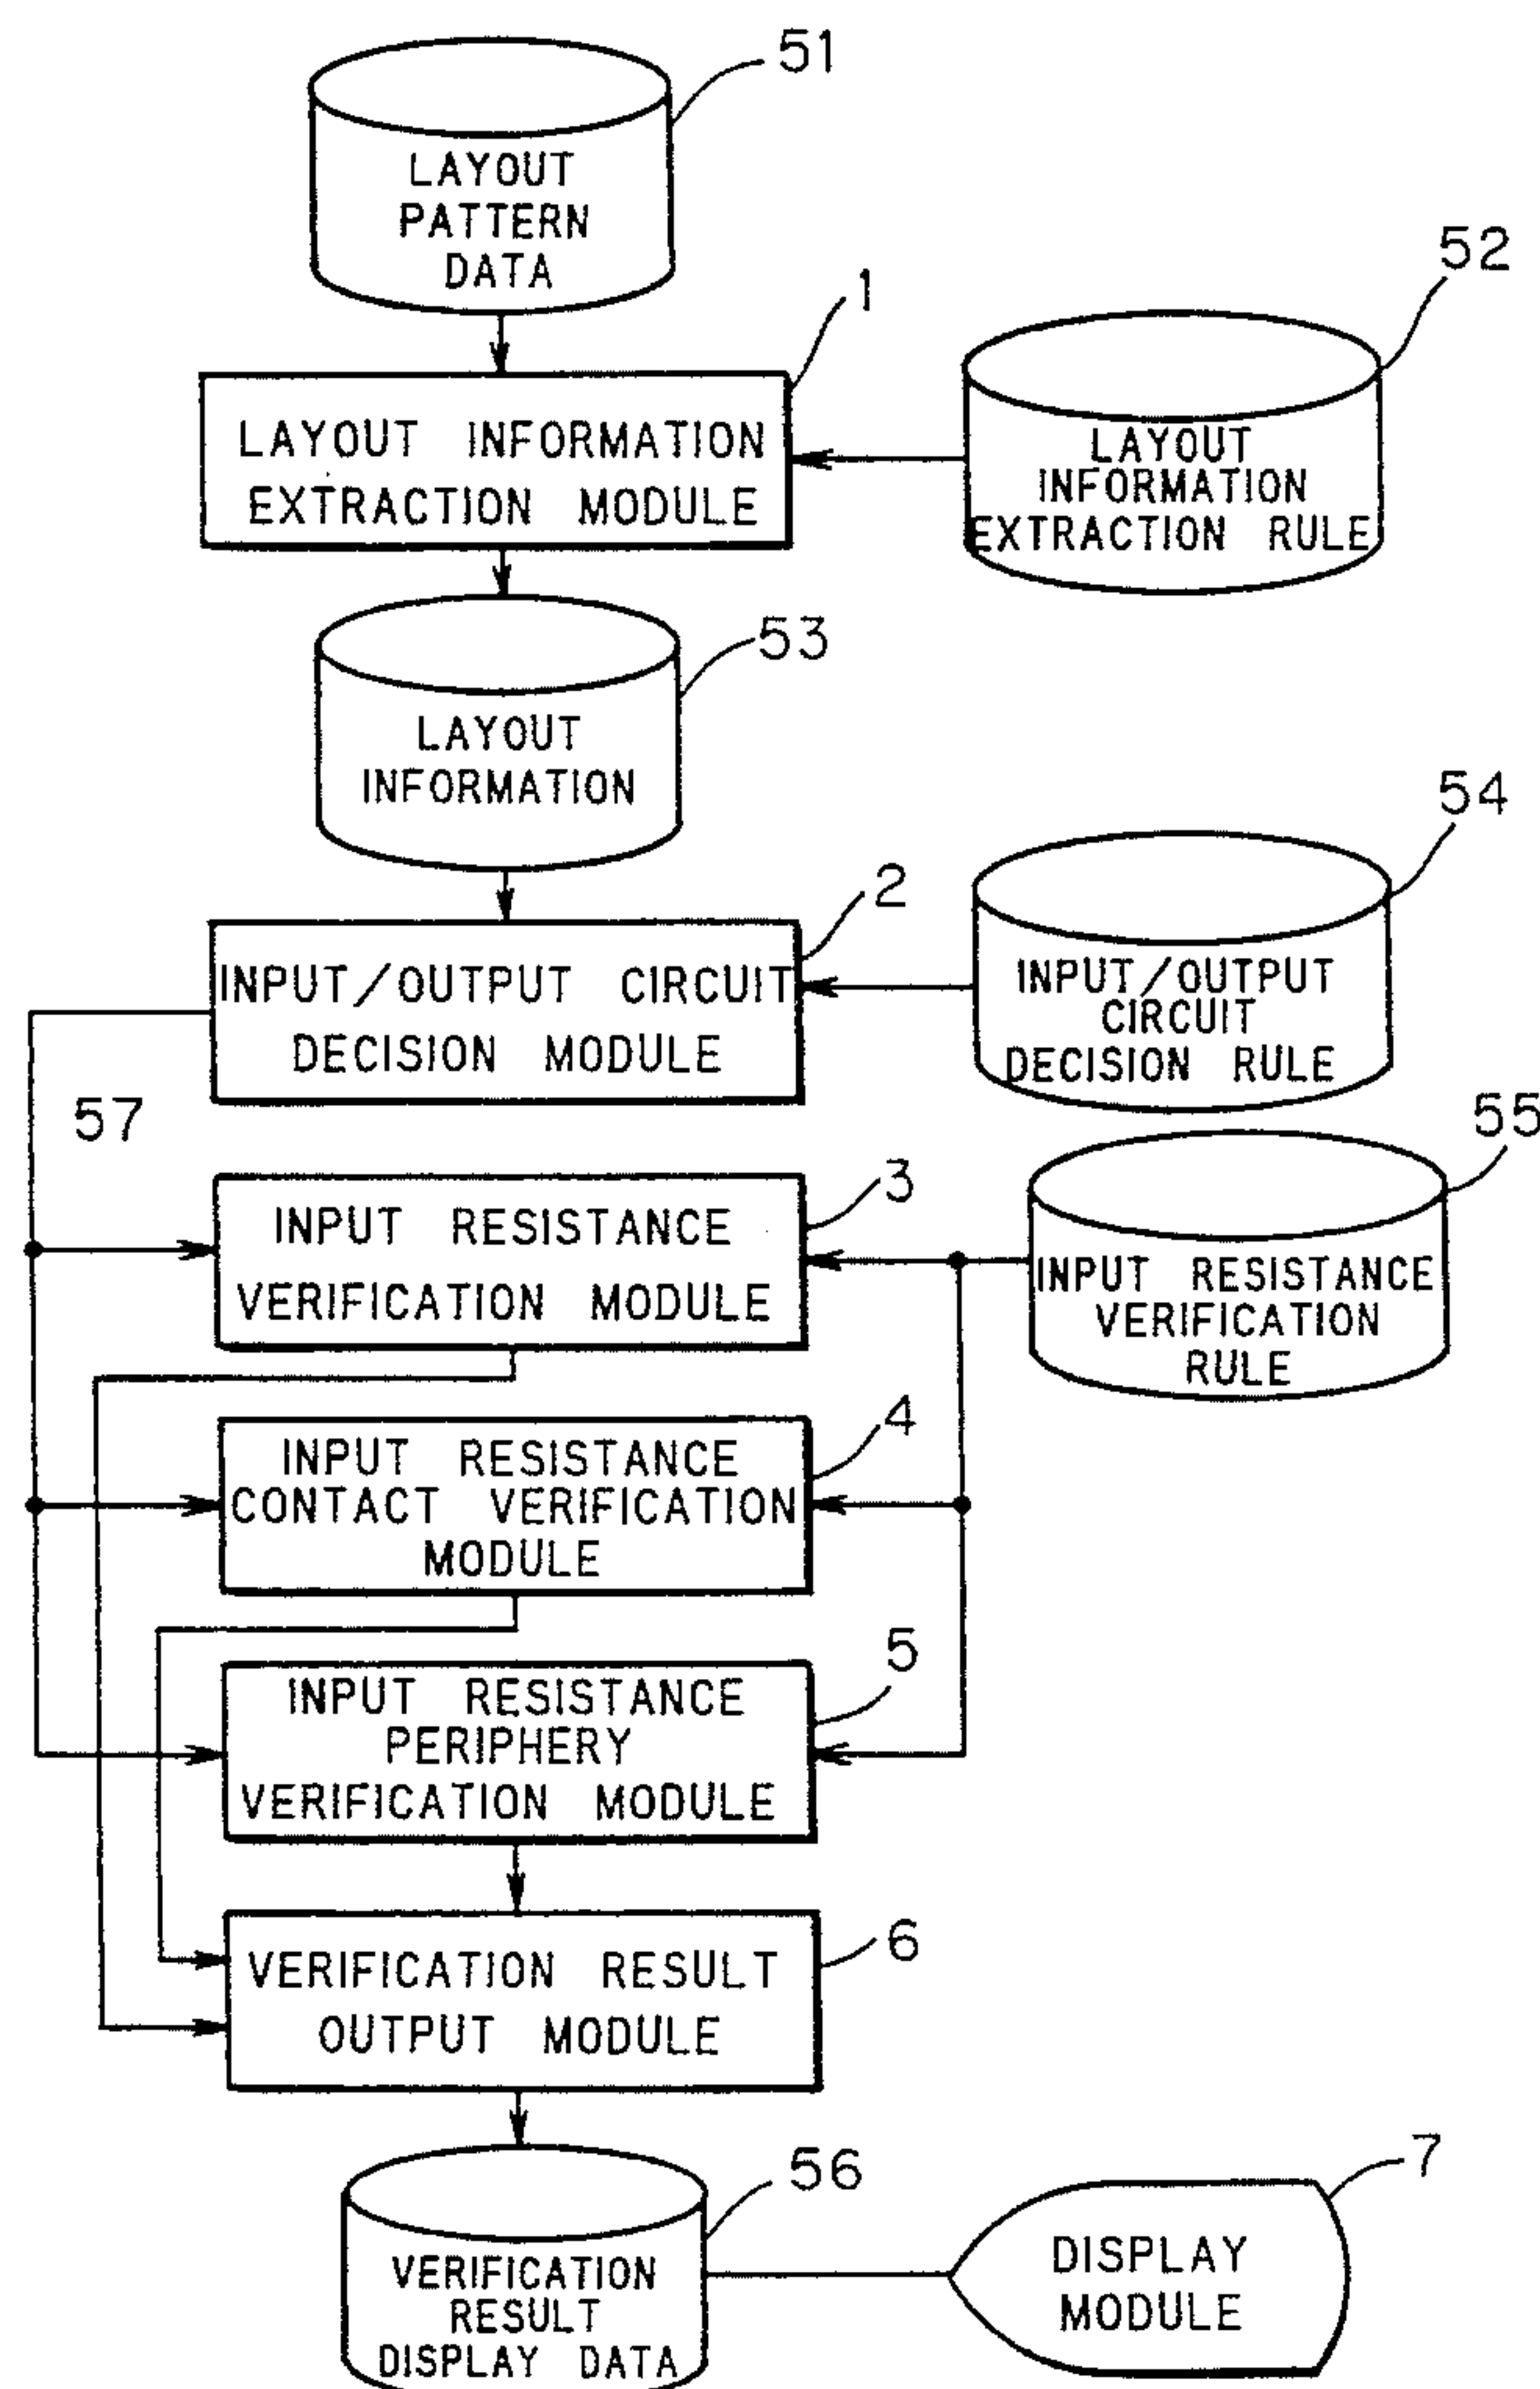 51
LAYOUT
PATTERN
DATA
1
52
LAYOUT INFORMATION
EXTRACTION MODULE
LAYOUT
INFORMATION
EXTRACTION RULE
53
LAYOUT
INFORMATION
54
2
INPUT/OUTPUT CIRCUIT
DECISION MODULE
INPUT/OUTPUT
CIRCUIT
DECISION RULE
57
55
3
INPUT RESISTANCE
VERIFICATION MODULE
INPUT RESISTANCE
VERIFICATION
RULE
4
INPUT RESISTANCE
CONTACT VERIFICATION
MODULE
5
INPUT RESISTANCE
PERIPHERY
VERIFICATION MODULE
6
VERIFICATION RESULT
OUTPUT MODULE
56
7
VERIFICATION
RESULT
DISPLAY DATA
DISPLAY
MODULE